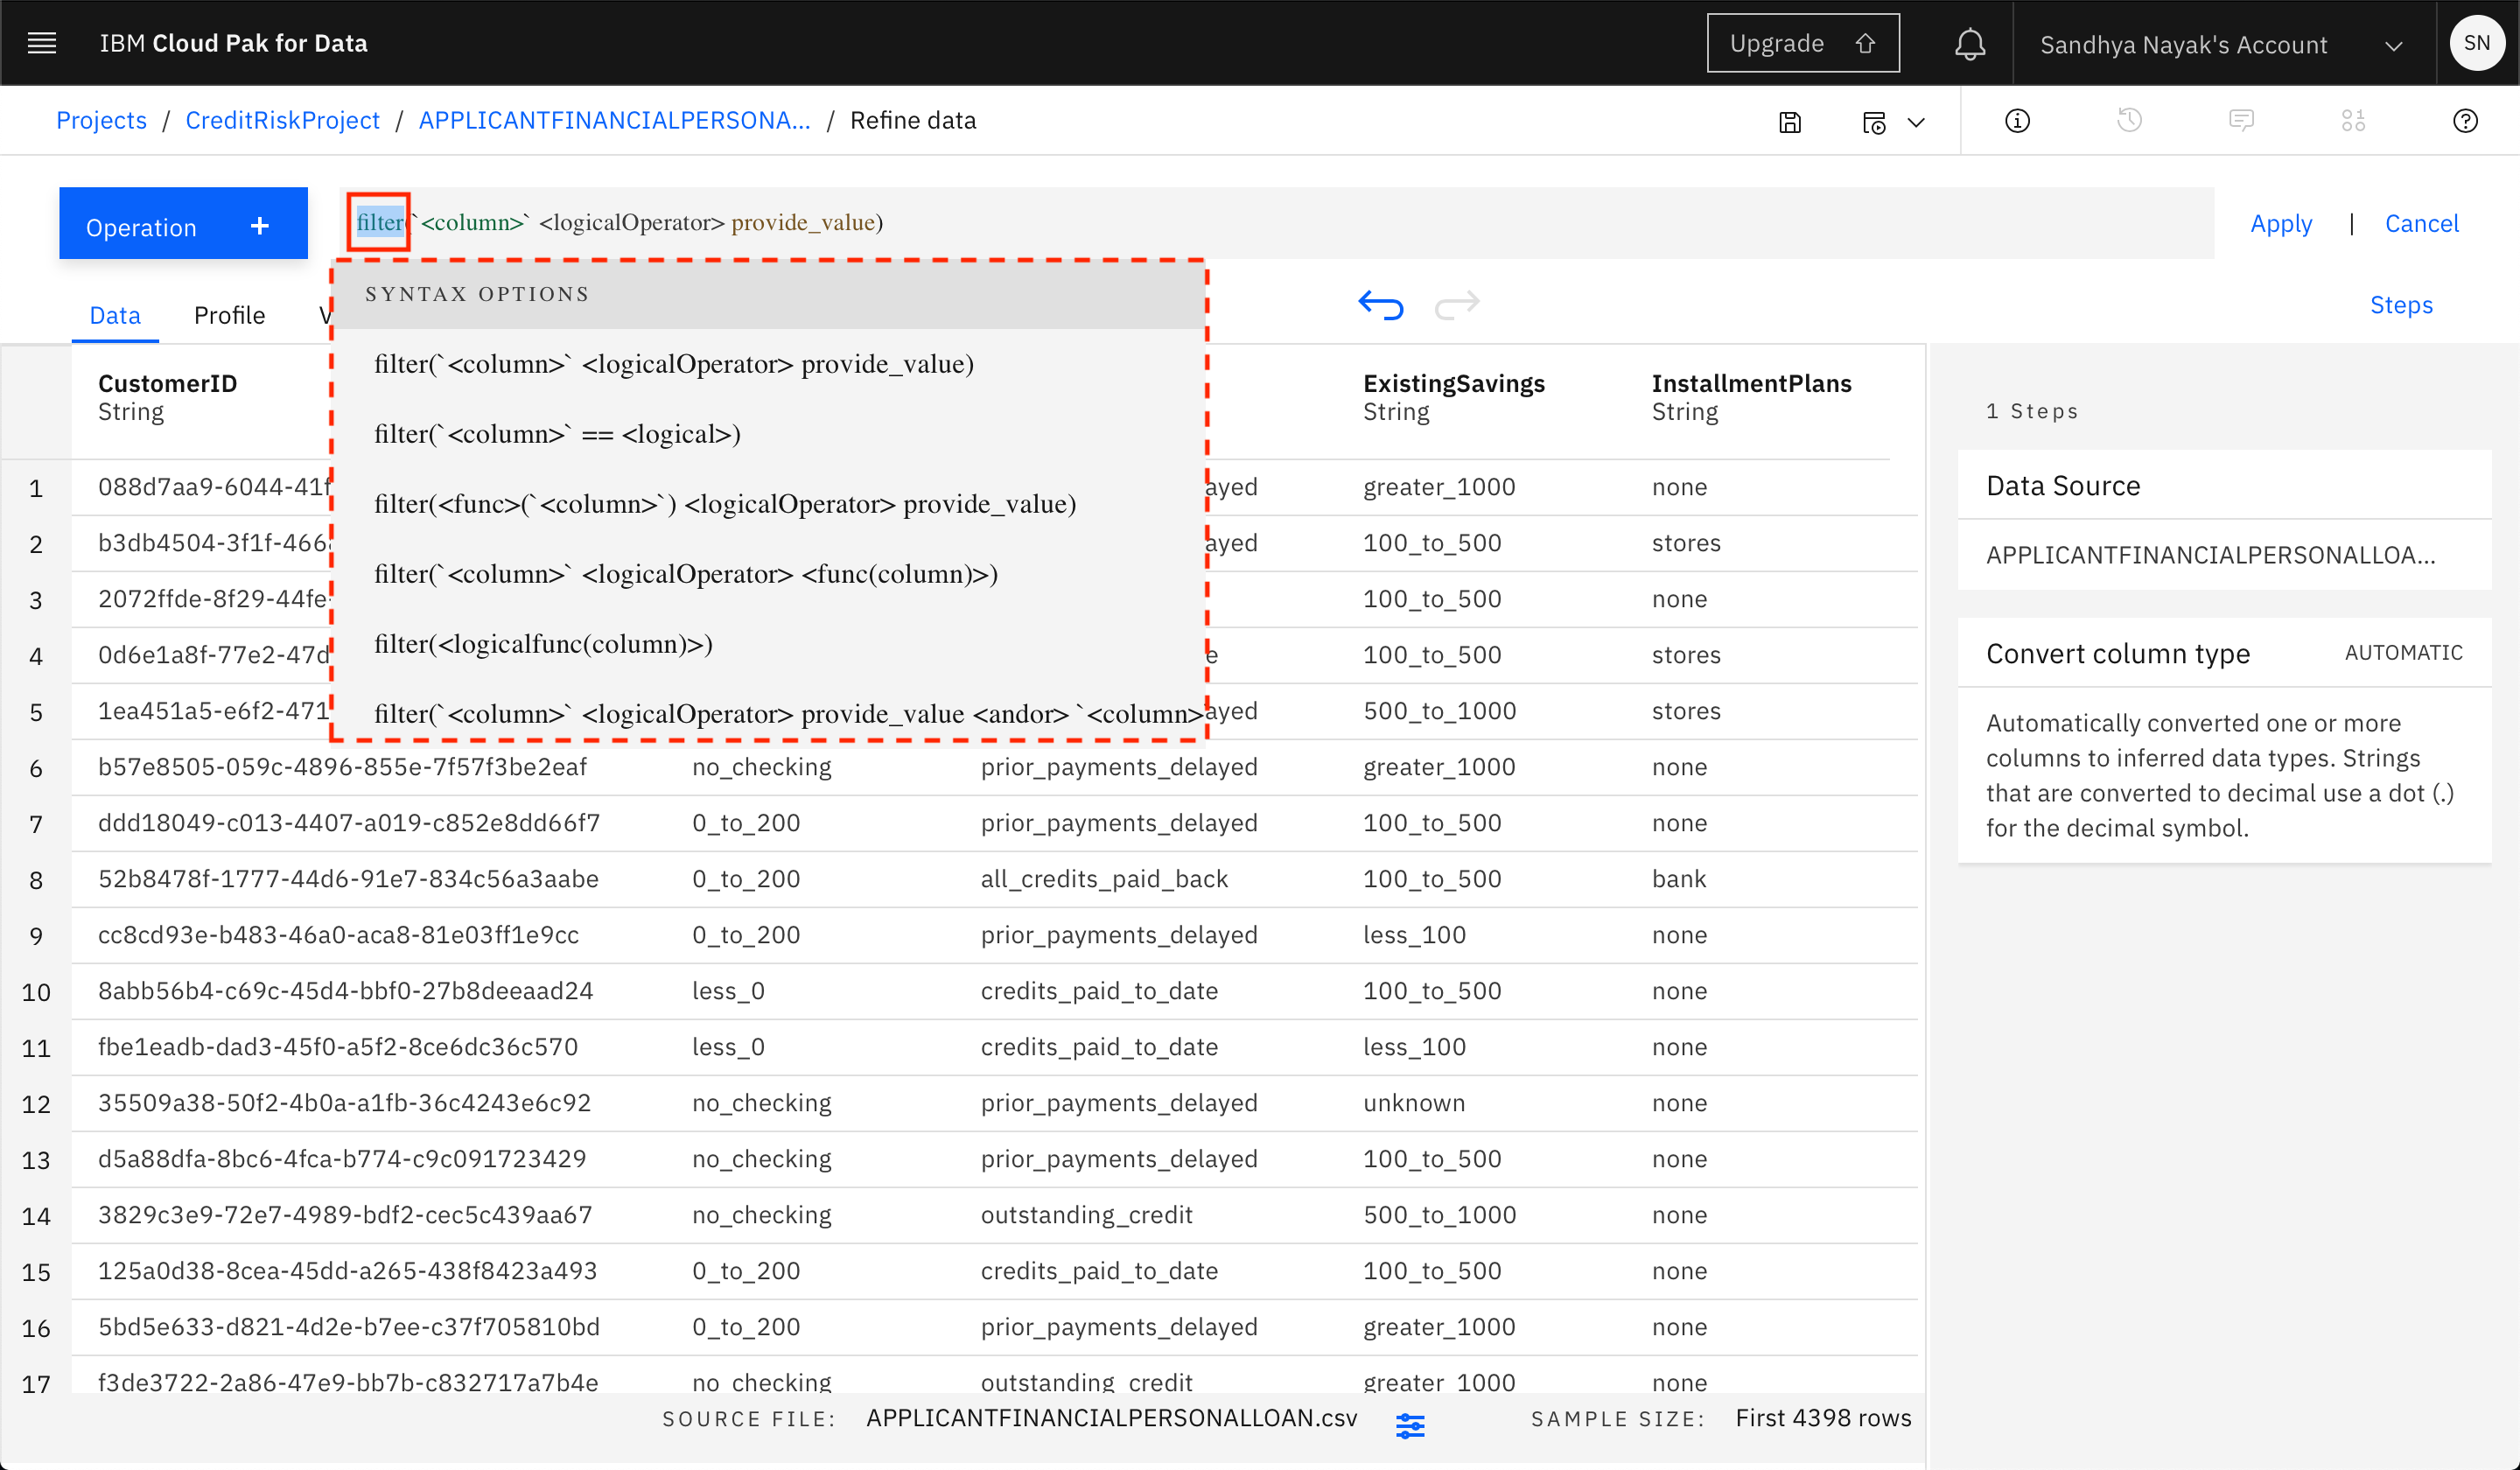 IBM Cloud Pak for Data
Upgrade
Sandhya Nayak's Account
SN
Projects / CreditRiskProject / APPLICANTFINANCIALPERSONA... / Refine data
Operation +
filter(`<column>` <logicalOperator> provide_value)
Apply | Cancel
SYNTAX OPTIONS
filter(`<column>` <logicalOperator> provide_value)
filter(`<column>` == <logical>)
filter(<func>(`<column>`) <logicalOperator> provide_value)
filter(`<column>` <logicalOperator> <func(column)>)
filter(<logicalfunc(column)>)
filter(`<column>` <logicalOperator> provide_value <andor> `<column>
Data Profile V
Steps
CustomerID ExistingSavings InstallmentPlans
String String String
1 088d7aa9-6044-41f ayed greater_1000 none
2 b3db4504-3f1f-466 ayed 100_to_500 stores
3 2072ffde-8f29-44fe 100_to_500 none
4 0d6e1a8f-77e2-47d e 100_to_500 stores
5 1ea451a5-e6f2-471 ayed 500_to_1000 stores
6 b57e8505-059c-4896-855e-7f57f3be2eaf no_checking prior_payments_delayed greater_1000 none
7 ddd18049-c013-4407-a019-c852e8dd66f7 0_to_200 prior_payments_delayed 100_to_500 none
8 52b8478f-1777-44d6-91e7-834c56a3aabe 0_to_200 all_credits_paid_back 100_to_500 bank
9 cc8cd93e-b483-46a0-aca8-81e03ff1e9cc 0_to_200 prior_payments_delayed less_100 none
10 8abb56b4-c69c-45d4-bbf0-27b8deeaad24 less_0 credits_paid_to_date 100_to_500 none
11 fbe1eadb-dad3-45f0-a5f2-8ce6dc36c570 less_0 credits_paid_to_date less_100 none
12 35509a38-50f2-4b0a-a1fb-36c4243e6c92 no_checking prior_payments_delayed unknown none
13 d5a88dfa-8bc6-4fca-b774-c9c091723429 no_checking prior_payments_delayed 100_to_500 none
14 3829c3e9-72e7-4989-bdf2-cec5c439aa67 no_checking outstanding_credit 500_to_1000 none
15 125a0d38-8cea-45dd-a265-438f8423a493 0_to_200 credits_paid_to_date 100_to_500 none
16 5bd5e633-d821-4d2e-b7ee-c37f705810bd 0_to_200 prior_payments_delayed greater_1000 none
17 f3de3722-2a86-47e9-bb7b-c832717a7b4e no_checking outstanding_credit greater_1000 none
SOURCE FILE: APPLICANTFINANCIALPERSONALLOAN.csv SAMPLE SIZE: First 4398 rows
1 Steps
Data Source
APPLICANTFINANCIALPERSONALLOA...
Convert column type AUTOMATIC
Automatically converted one or more
columns to inferred data types. Strings
that are converted to decimal use a dot (.)
for the decimal symbol.